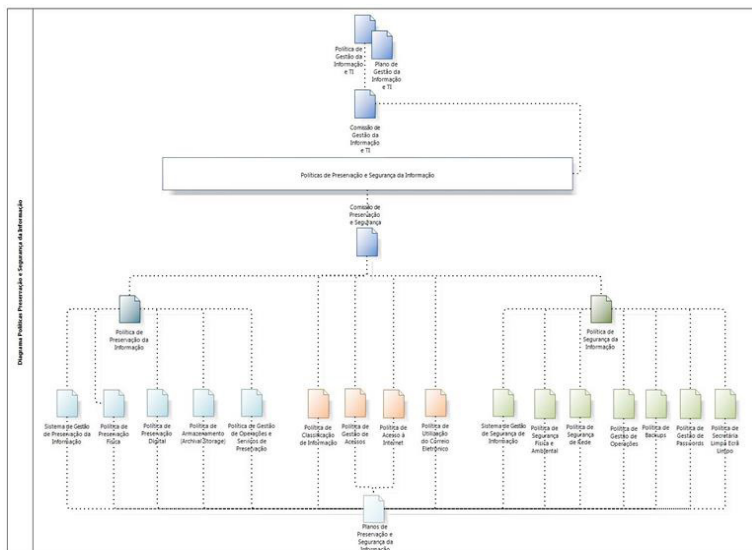 Diagrama Políticas Preservação e Segurança da Informação
Política de
Gestão da
Informação
e TI
Plano de
Gestão da
Informação
e TI
Comissão de
Gestão da
Informação
e TI
Políticas de Preservação e Segurança da Informação
Comissão de
Preservação
e Segurança
Política de
Preservação da
Informação
Política de
Segurança da
Informação
Sistema de Gestão
de Preservação da
Informação
Política de
Preservação
Física
Política de
Preservação
Digital
Política de
Armazenamento
(Archival Storage)
Política de Gestão
de Operações e
Serviços de
Preservação
Política de
Classificação
de Informação
Política de
Gestão de
Acessos
Política de
Acesso à
Internet
Política de
Utilização
do Correio
Eletrónico
Sistema de Gestão
de Segurança de
Informação
Política de
Segurança
Física e
Ambiental
Política de
Segurança
de Rede
Política de
Gestão de
Operações
Política de
Backups
Política de
Gestão de
Passwords
Política de
Secretária
Limpa Ecrã
Limpo
Planos de
Preservação e
Segurança da
Informação